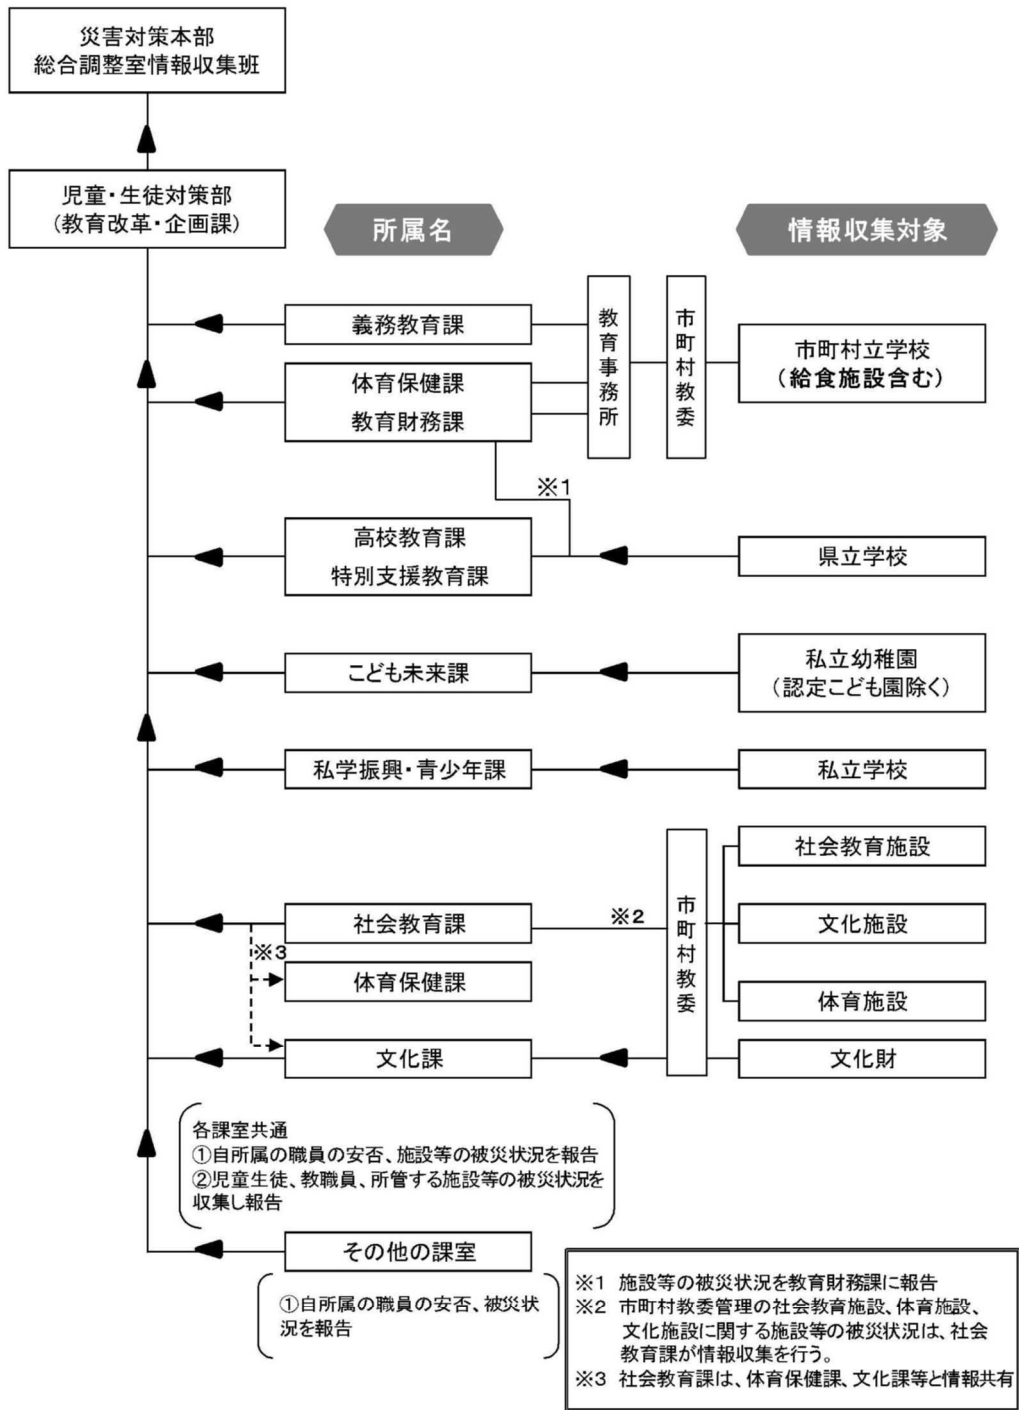 災害対策本部
総合調整室情報収集班
児童・生徒対策部
(教育改革・企画課)
所属名
情報収集対象
義務教育課
体育保健課
教育財務課
教育事務所
市町村教委
市町村立学校
(給食施設含む)
※1
高校教育課
特別支援教育課
県立学校
こども未来課
私立幼稚園
(認定こども園除く)
私学振興・青少年課
私立学校
社会教育課
※2
※3
体育保健課
文化課
市町村教委
社会教育施設
文化施設
体育施設
文化財
各課室共通
①自所属の職員の安否、施設等の被災状況を報告
②児童生徒、教職員、所管する施設等の被災状況を
収集し報告
その他の課室
①自所属の職員の安否、被災状
況を報告
※1 施設等の被災状況を教育財務課に報告
※2 市町村教委管理の社会教育施設、体育施設、
文化施設に関する施設等の被災状況は、社会
教育課が情報収集を行う。
※3 社会教育課は、体育保健課、文化課等と情報共有